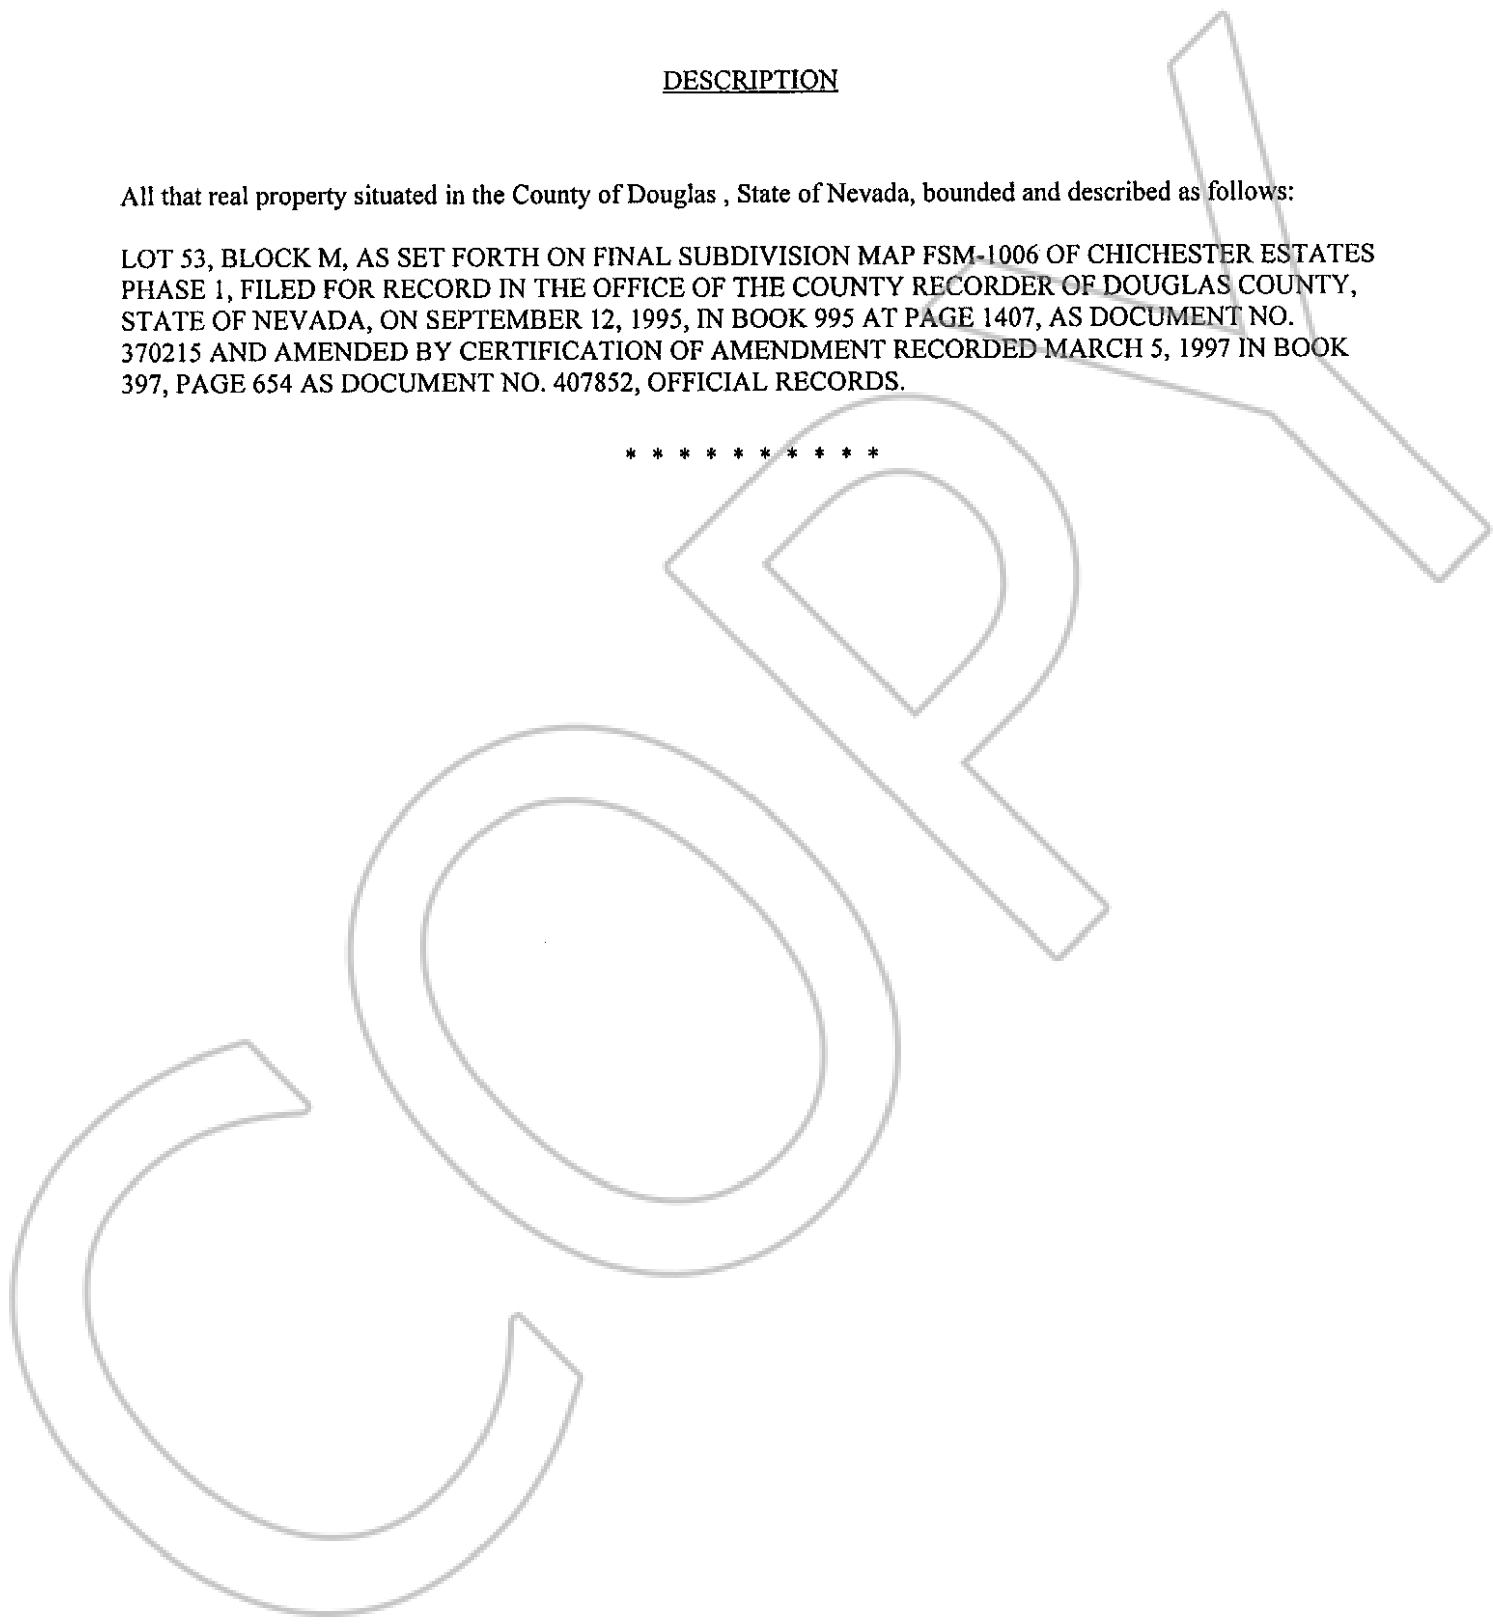 DESCRIPTION
All that real property situated in the County of Douglas , State of Nevada, bounded and described as follows:
LOT 53, BLOCK M, AS SET FORTH ON FINAL SUBDIVISION MAP FSM-1006 OF CHICHESTER ESTATES
PHASE 1, FILED FOR RECORD IN THE OFFICE OF THE COUNTY RECORDER OF DOUGLAS COUNTY,
STATE OF NEVADA, ON SEPTEMBER 12, 1995, IN BOOK 995 AT PAGE 1407, AS DOCUMENT NO.
370215 AND AMENDED BY CERTIFICATION OF AMENDMENT RECORDED MARCH 5, 1997 IN BOOK
397, PAGE 654 AS DOCUMENT NO. 407852, OFFICIAL RECORDS.
* * * * * * * * * *
COPY